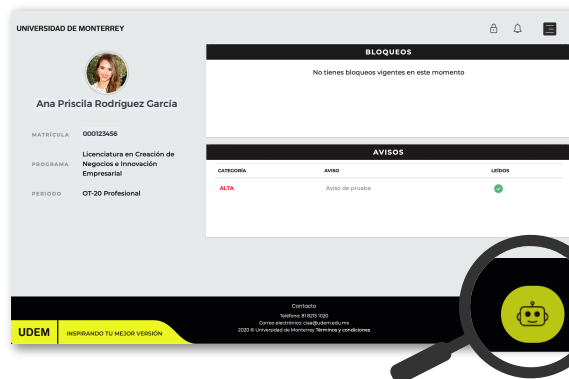 UNIVERSIDAD DE MONTERREY
Ana Priscila Rodríguez García
MATRÍCULA 000123456
PROGRAMA Licenciatura en Creación de
Negocios e Innovación
Empresarial
PERIODO OT-20 Profesional
BLOQUEOS
No tienes bloqueos vigentes en este momento
AVISOS
CATEGORÍA AVISO LEÍDOS
ALTA Aviso de prueba
Contacto
Teléfono: 81 8215 1020
Correo electrónico: cisa@udem.edu.mx
2020 © Universidad de Monterrey Términos y condiciones
UDEM INSPIRANDO TU MEJOR VERSIÓN